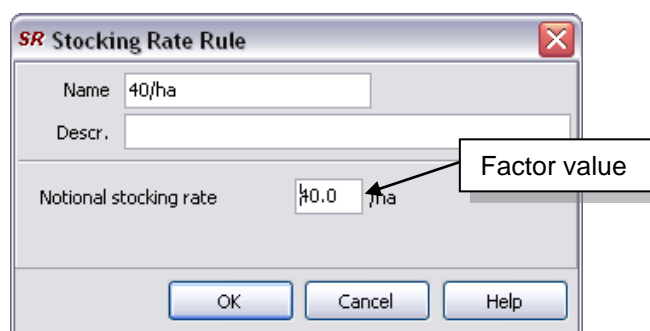 SR Stocking Rate Rule
Name 40/ha
Descr.
Factor value
Notional stocking rate 40.0 /ha
OK Cancel Help